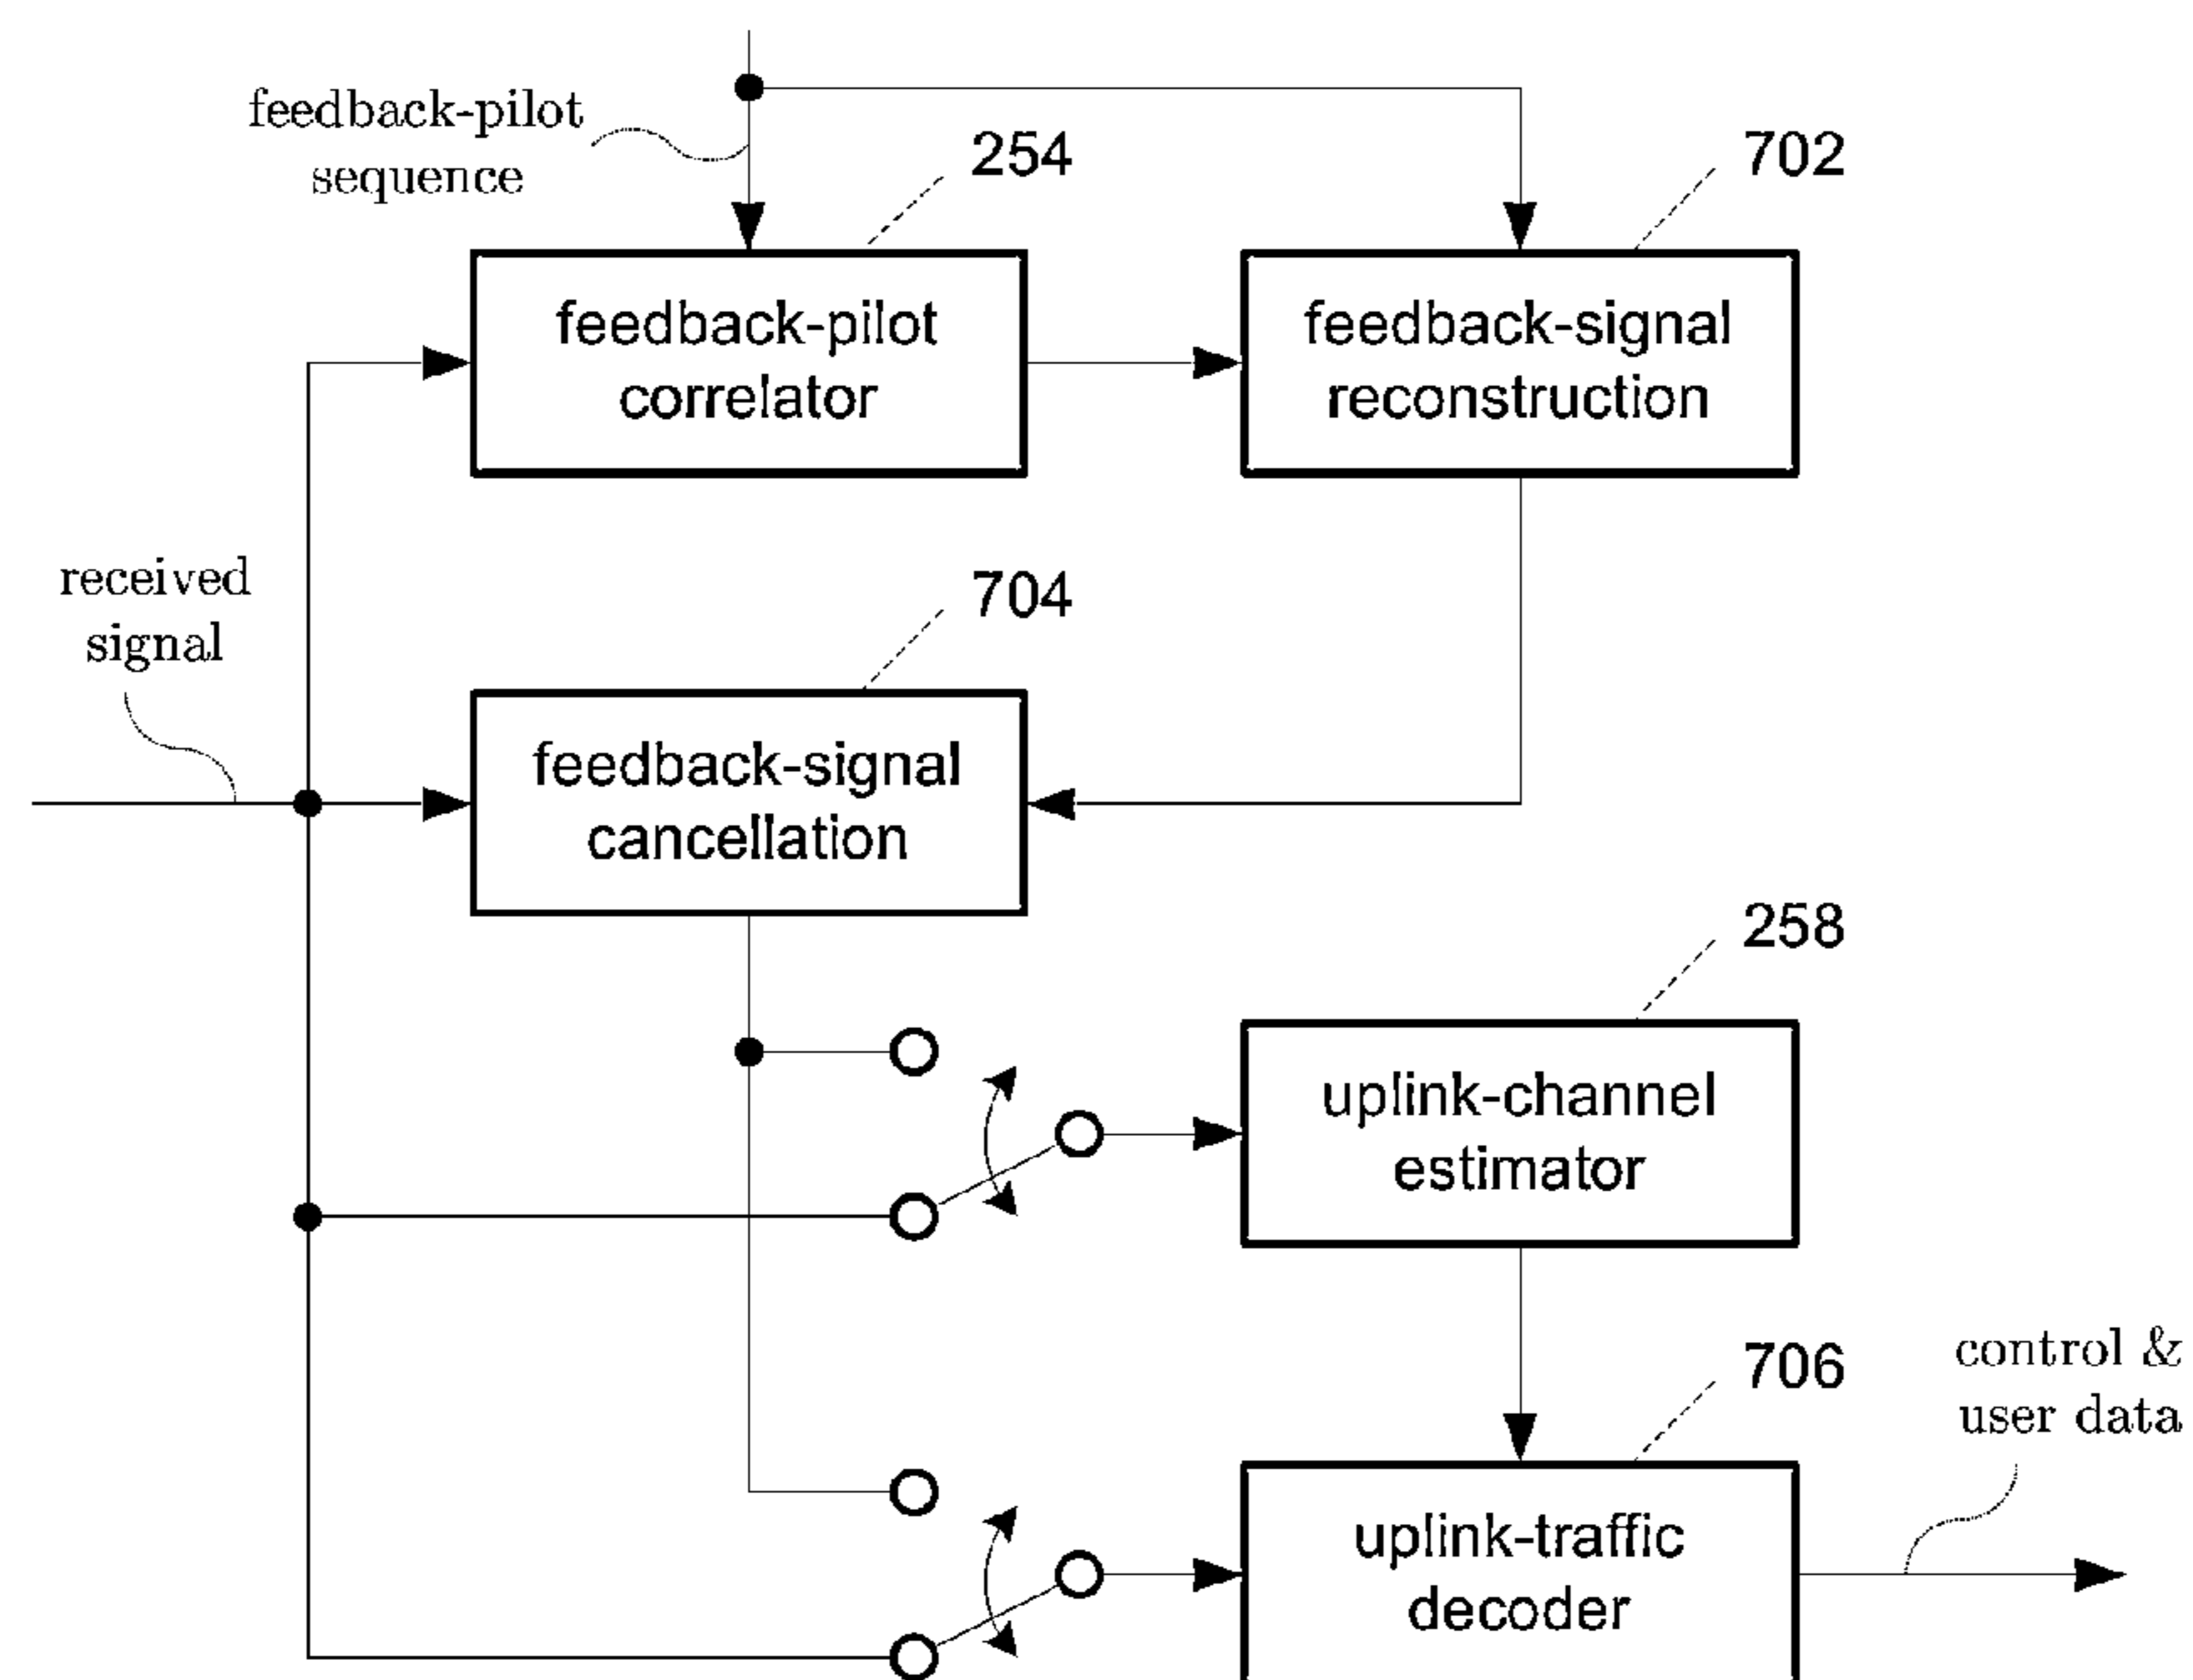 feedback-pilot
sequence
254
702
feedback-pilot
correlator
feedback-signal
reconstruction
received
signal
704
feedback-signal
cancellation
258
uplink-channel
estimator
706
control &
user data
uplink-traffic
decoder